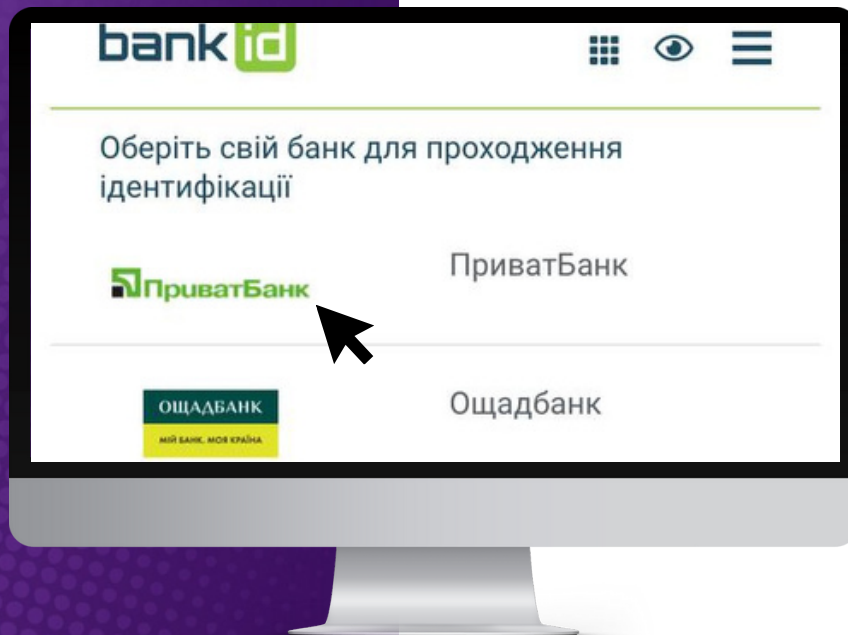 bank id
Оберіть свій банк для проходження
ідентифікації
ПриватБанк
ПриватБанк
ОЩАДБАНК
МІЙ БАНК. МОЯ КРАЇНА
Ощадбанк